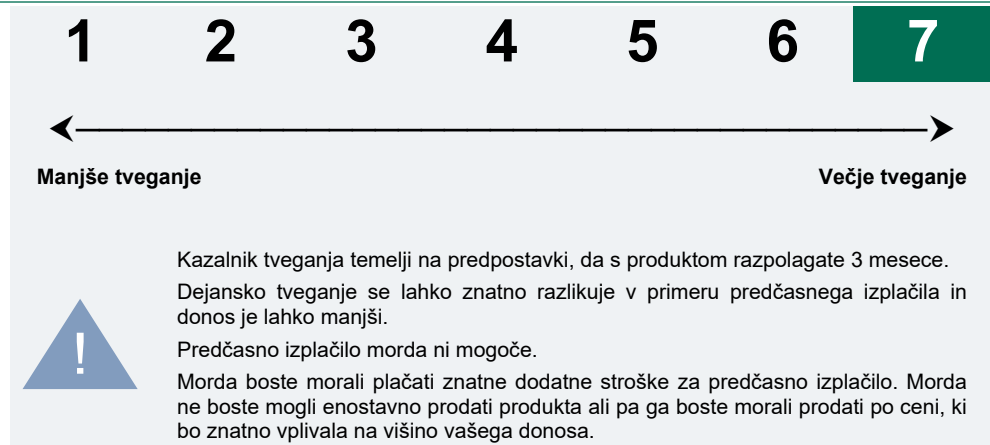 1 2 3 4 5 6 7
Manjše tveganje Večje tveganje
Kazalnik tveganja temelji na predpostavki, da s produktom razpolagate 3 mesece.
Dejansko tveganje se lahko znatno razlikuje v primeru predčasnega izplačila in
donos je lahko manjši.
!
Predčasno izplačilo morda ni mogoče.
Morda boste morali plačati znatne dodatne stroške za predčasno izplačilo. Morda
ne boste mogli enostavno prodati produkta ali pa ga boste morali prodati po ceni, ki
bo znatno vplivala na višino vašega donosa.